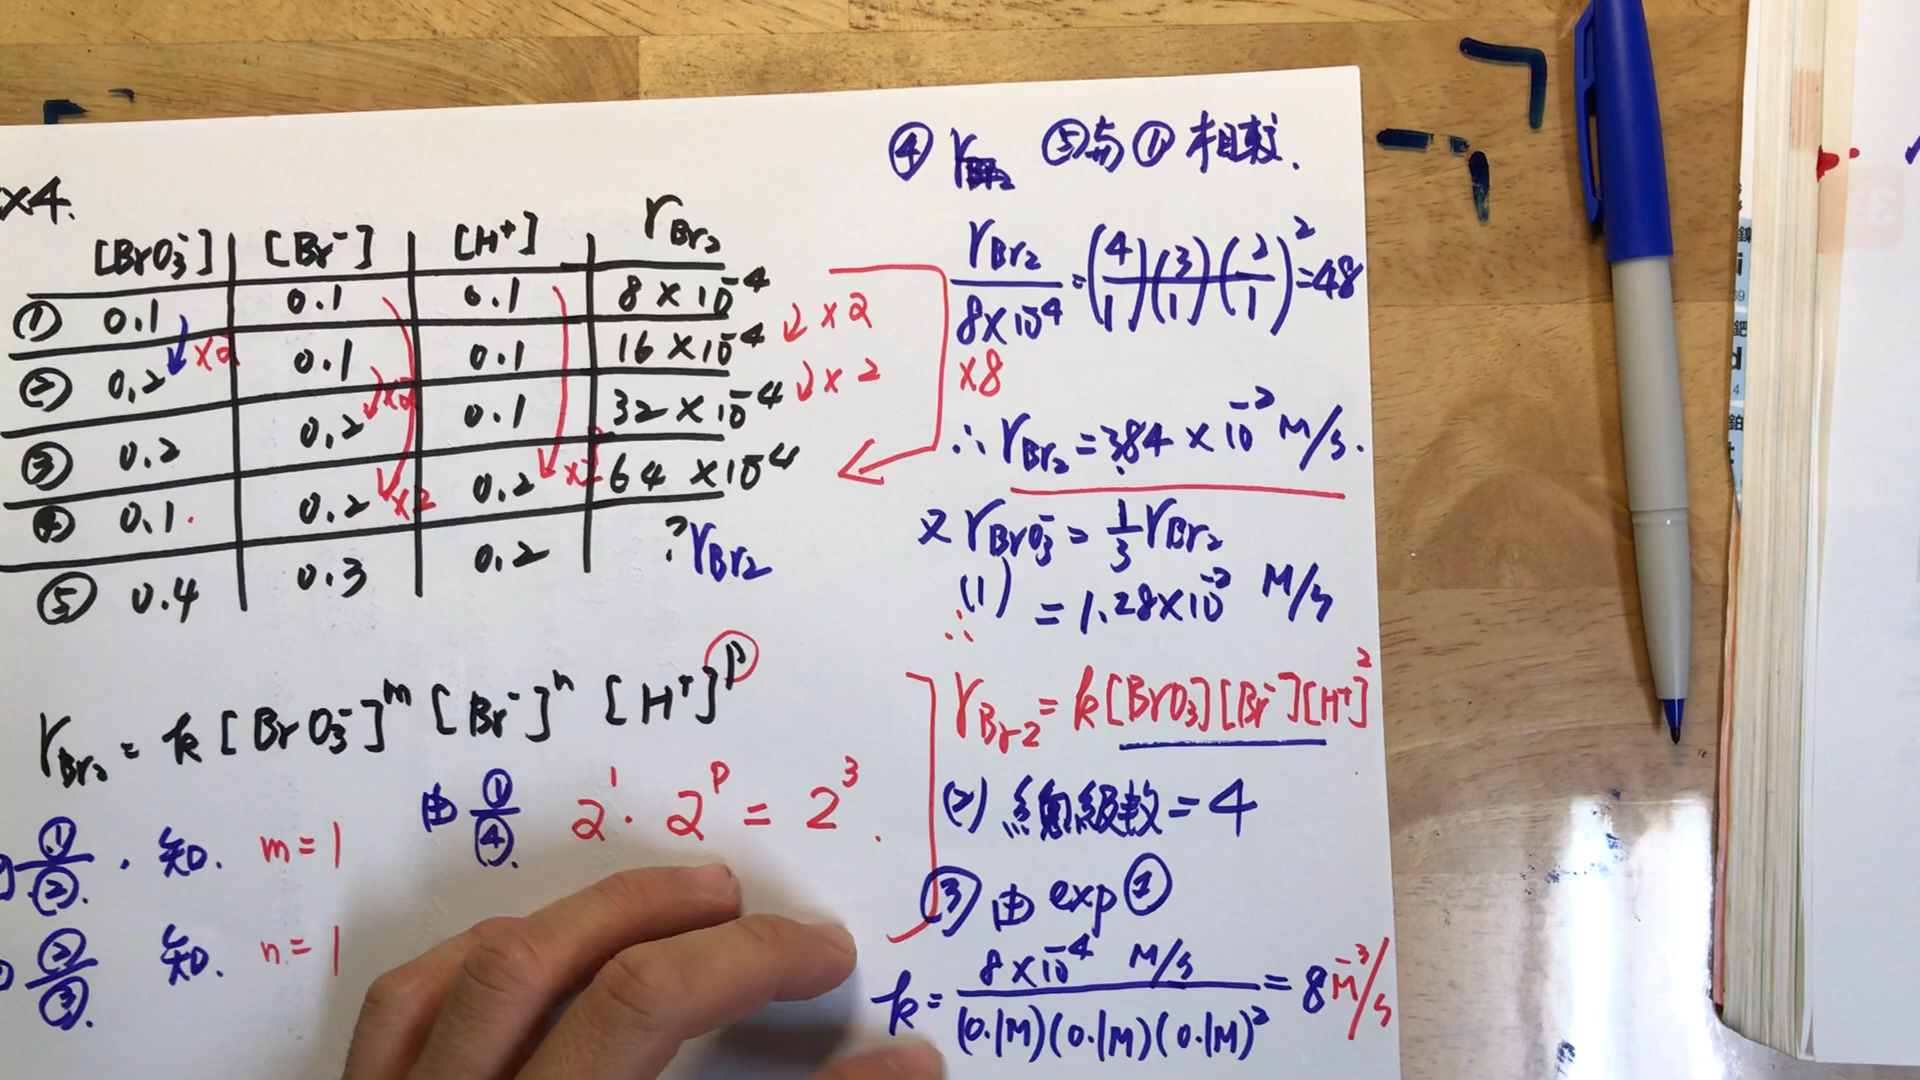 x4.
[BrO₃⁻] [Br⁻] [H⁺] rBr₂
① 0.1 0.1 0.1 8 × 10⁻⁴
② 0.2 0.1 0.1 16 × 10⁻⁴
③ 0.2 0.2 0.1 32 × 10⁻⁴
④ 0.1 0.2 0.2 64 × 10⁻⁴
⑤ 0.4 0.3 0.2 ? rBr₂
×2
×2
×2
×2
×2
×8
rBr₂ = k [BrO₃⁻]ᵐ [Br⁻]ⁿ [H⁺]ᵖ
①/②. 知. m = 1
②/③. 知. n = 1
由 ①/④. 2¹ · 2ᵖ = 2³.
④ r ⑤与① 相較.
rBr₂ / 8×10⁻⁴ = (4/1)(3/1)(2/1)² = 48
∴ rBr₂ = 3.84 × 10⁻² M/s.
又 rBrO₃⁻ = 1/3 rBr₂
= 1.28×10⁻² M/s
(1)
∴ rBr₂ = k[BrO₃⁻][Br⁻][H⁺]²
(2) 總級數 = 4
③ 由 exp ①
k = 8×10⁻⁴ M/s / (0.1M)(0.1M)(0.1M)² = 8 M⁻³/s